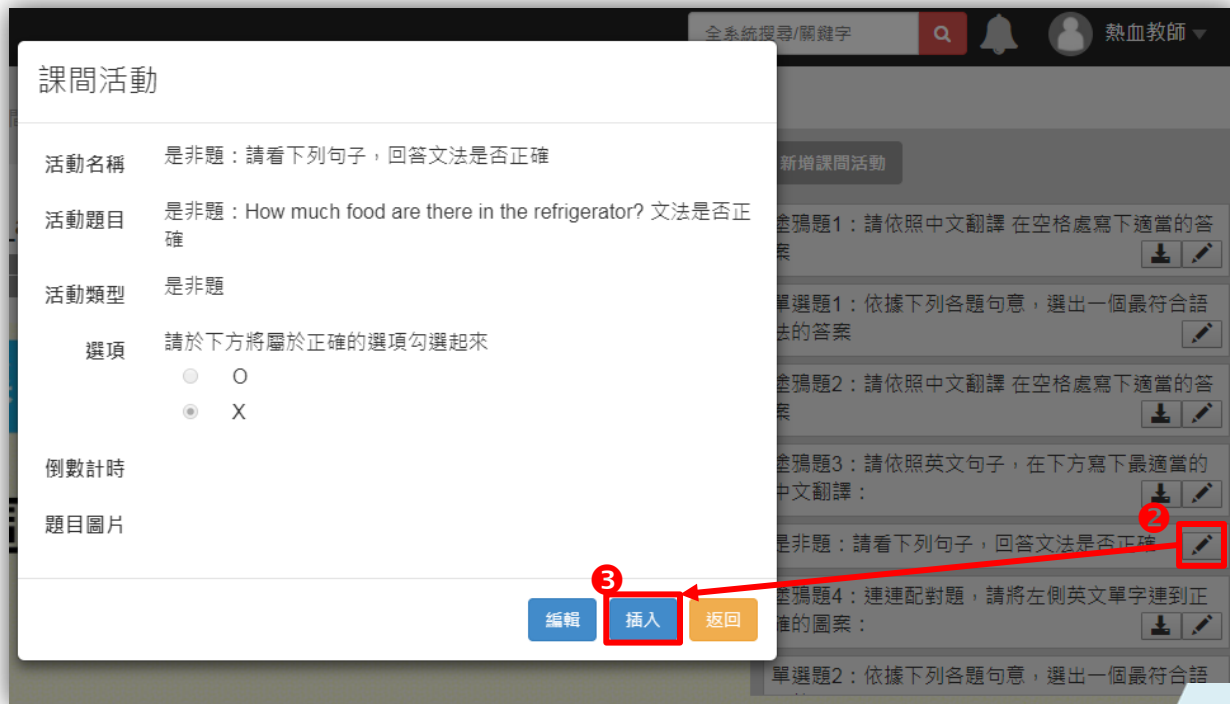 全系統搜尋/關鍵字
熱血教師
課間活動
活動名稱 是非題：請看下列句子，回答文法是否正確
活動題目 是非題：How much food are there in the refrigerator? 文法是否正
確
活動類型 是非題
選項 請於下方將屬於正確的選項勾選起來
O
X
倒數計時
題目圖片
編輯 插入 返回
3
新增課間活動
塗鴉題1：請依照中文翻譯 在空格處寫下適當的答
案
單選題1：依據下列各題句意，選出一個最符合語
法的答案
塗鴉題2：請依照中文翻譯 在空格處寫下適當的答
案
塗鴉題3：請依照英文句子，在下方寫下最適當的
中文翻譯：
2
是非題：請看下列句子，回答文法是否正確
塗鴉題4：連連配對題，請將左側英文單字連到正
確的圖案：
單選題2：依據下列各題句意，選出一個最符合語